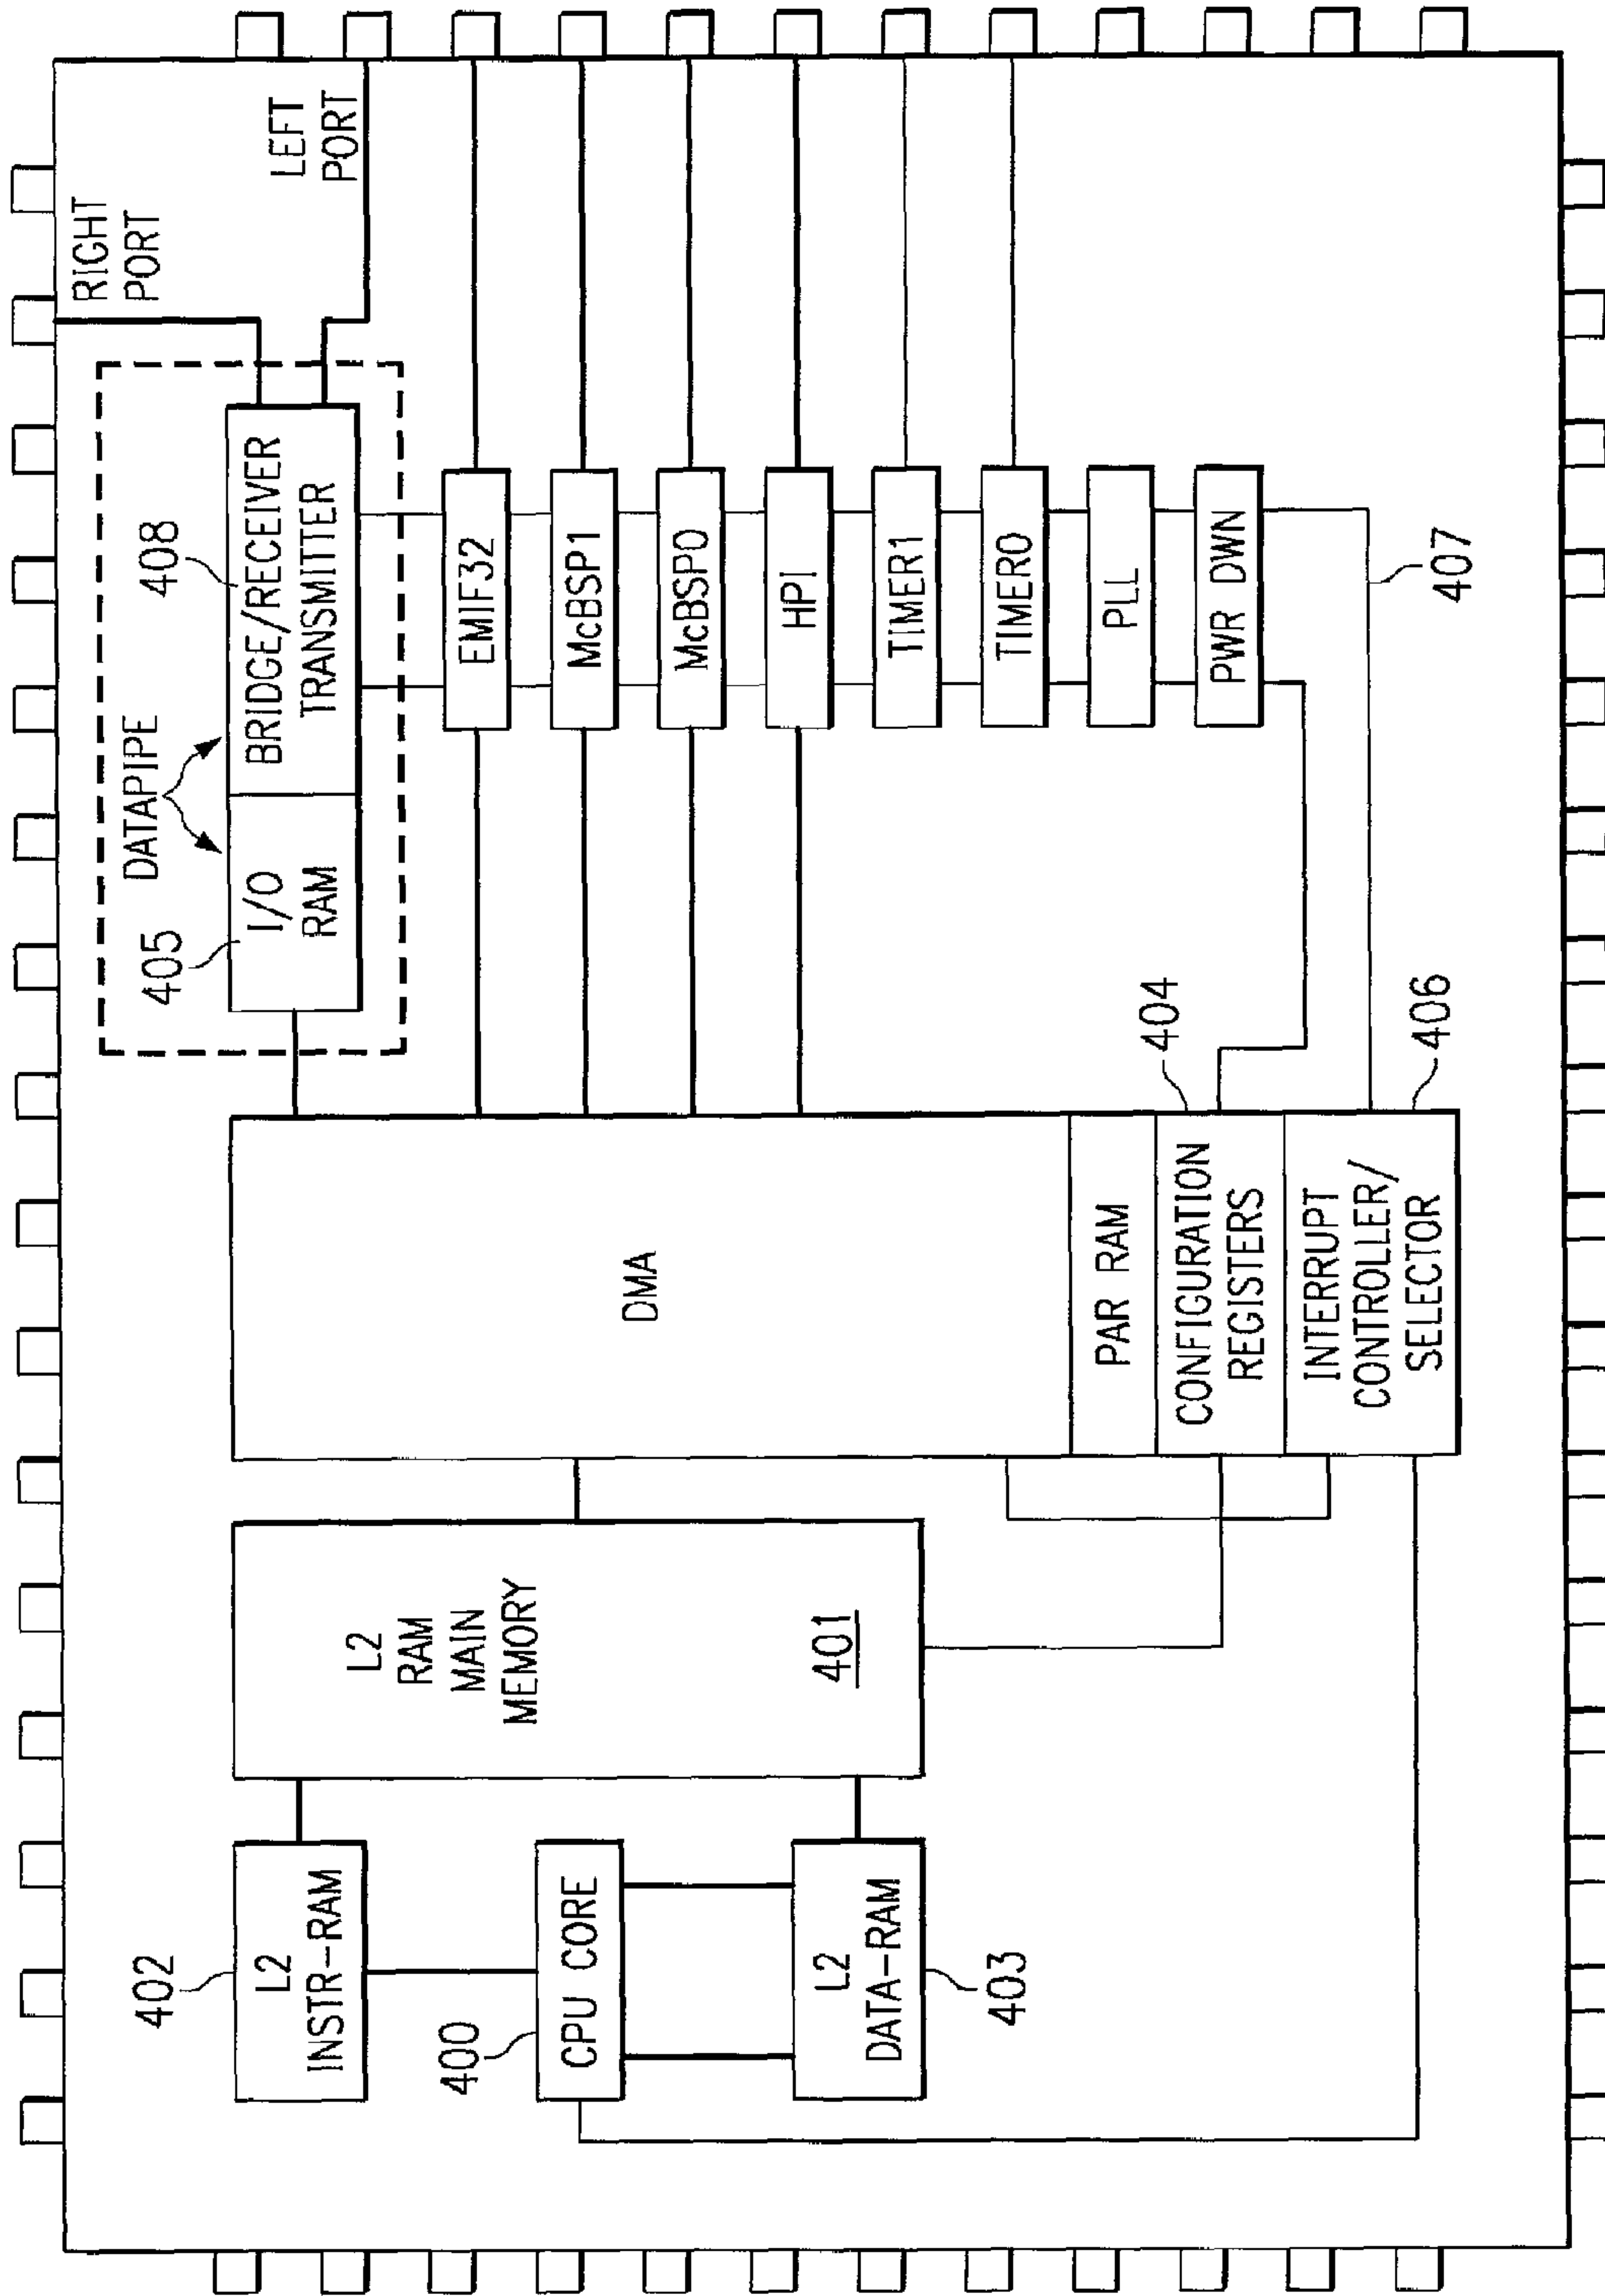 RIGHT
PORT
LEFT
PORT
DATAPIPE
405
408
I/O
RAM
BRIDGE/RECEIVER
TRANSMITTER
402
L2
INSTR-RAM
400
CPU CORE
L2
DATA-RAM
403
L2
RAM
MAIN
MEMORY
401
DMA
PAR RAM
404
CONFIGURATION
REGISTERS
INTERRUPT
CONTROLLER/
SELECTOR
406
EMIF32
McBSP1
McBSP0
HPI
TIMER1
TIMER0
PLL
PWR DWN
407